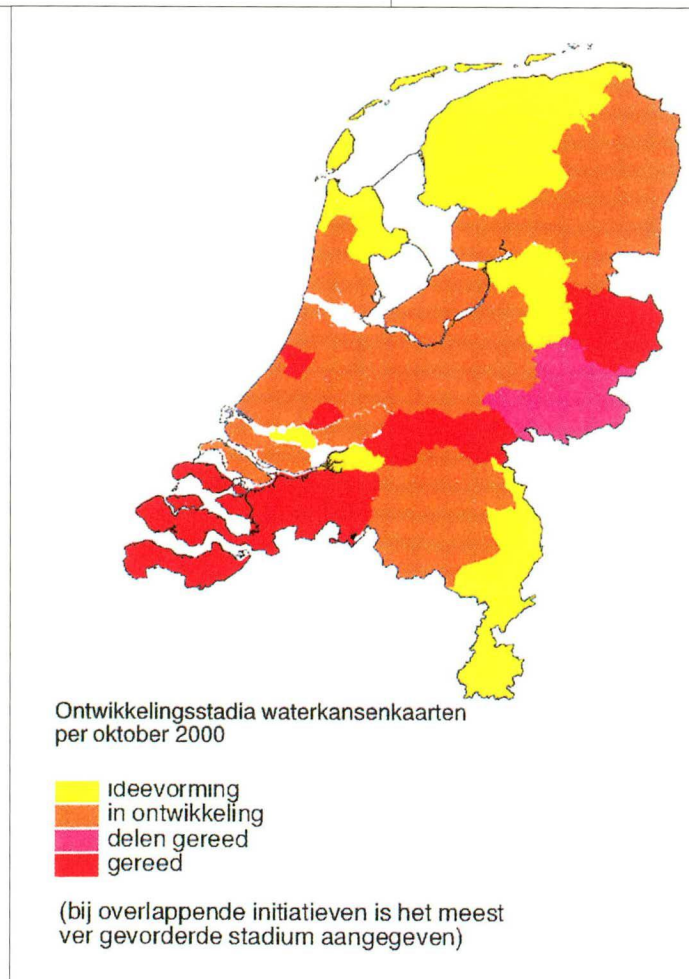 Ontwikkelingsstadia waterkansenkaarten
per oktober 2000
ideevorming
in ontwikkeling
delen gereed
gereed
(bij overlappende initiatieven is het meest
ver gevorderde stadium aangegeven)